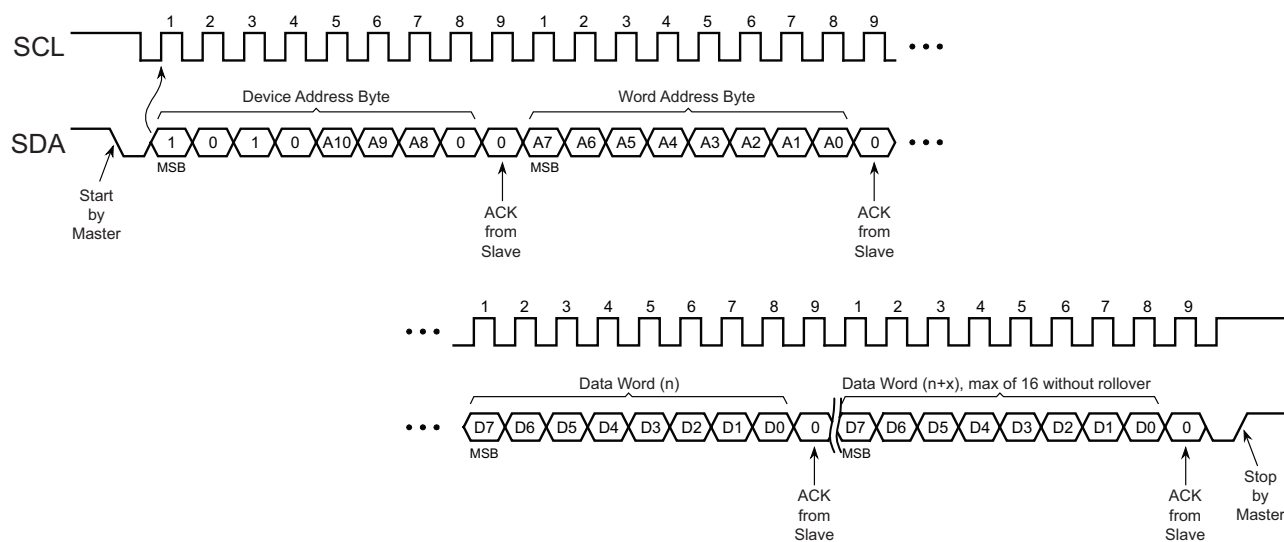 1 2 3 4 5 6 7 8 9 1 2 3 4 5 6 7 8 9
SCL
Device Address Byte Word Address Byte
SDA 1 0 1 0 A10 A9 A8 0 0 A7 A6 A5 A4 A3 A2 A1 A0 0
MSB MSB
Start
by
Master
ACK
from
Slave
ACK
from
Slave
1 2 3 4 5 6 7 8 9 1 2 3 4 5 6 7 8 9
Data Word (n) Data Word (n+x), max of 16 without rollover
D7 D6 D5 D4 D3 D2 D1 D0 0 D7 D6 D5 D4 D3 D2 D1 D0 0
MSB MSB
ACK
from
Slave
ACK
from
Slave
Stop
by
Master